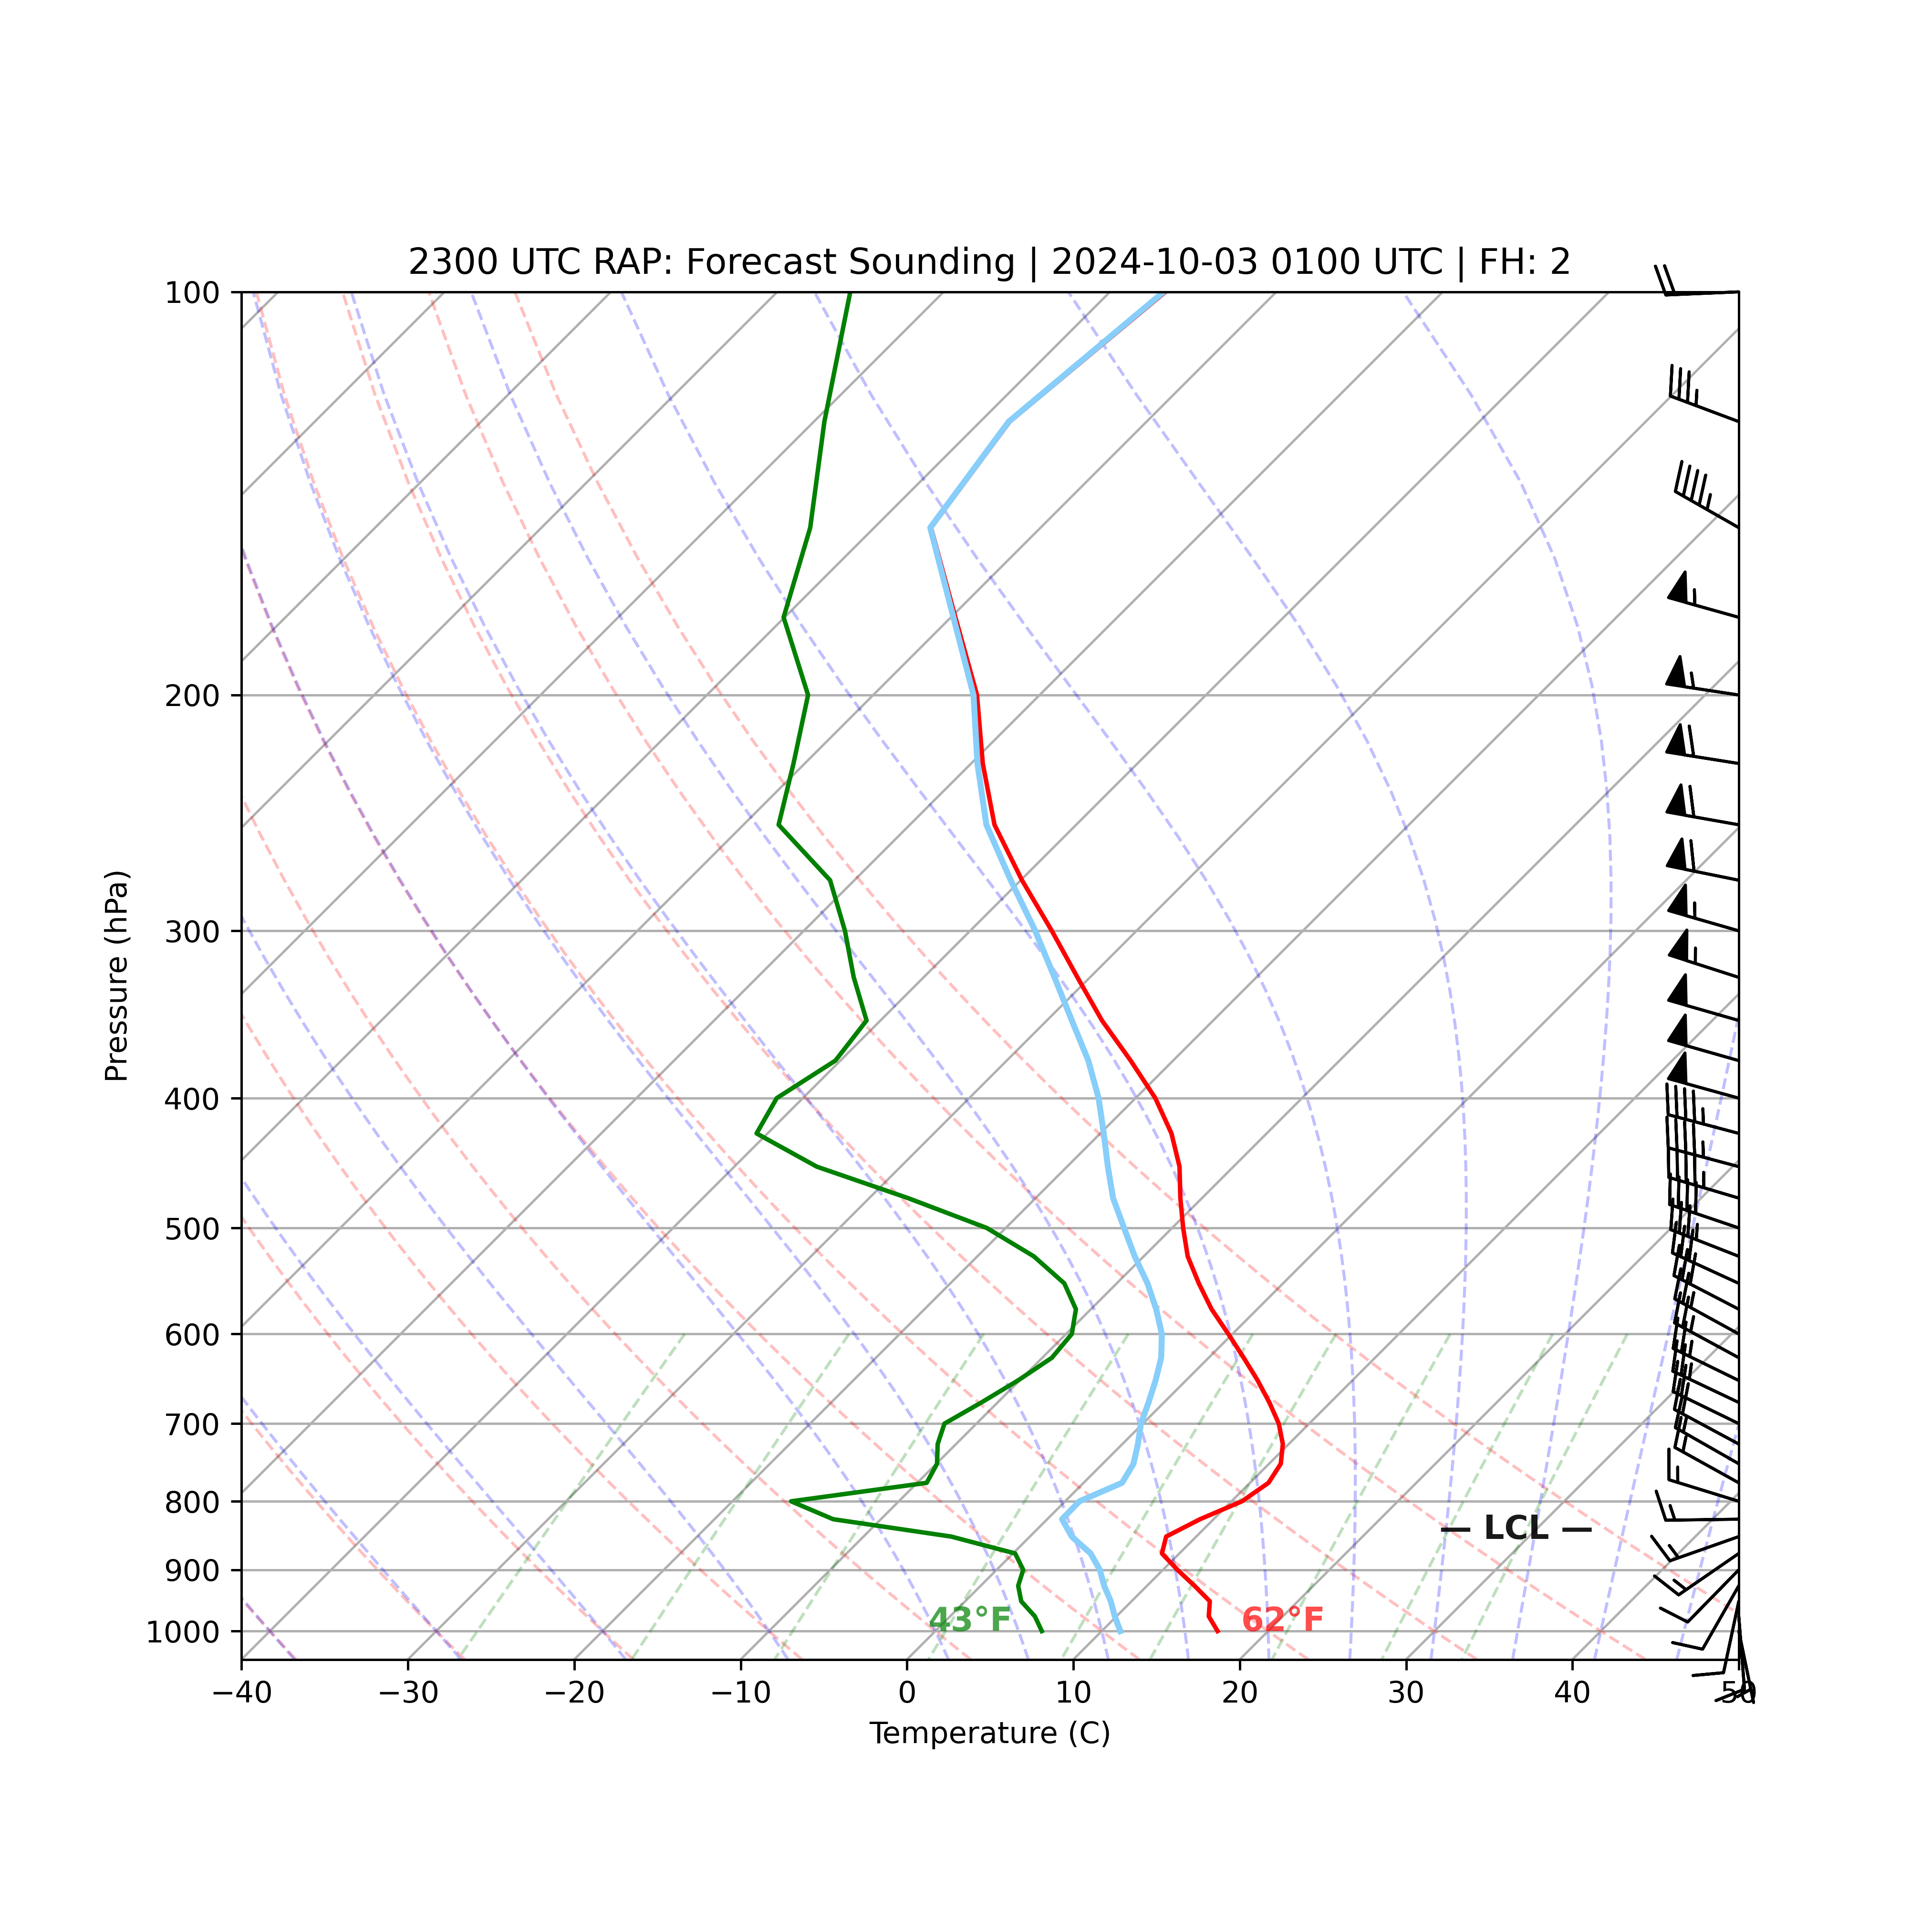 2300 UTC RAP: Forecast Sounding | 2024-10-03 0100 UTC | FH: 2
100
200
300
400
500
600
700
800
900
1000
Pressure (hPa)
— LCL —
43°F 62°F
−40 −30 −20 −10 0 10 20 30 40 50
Temperature (C)